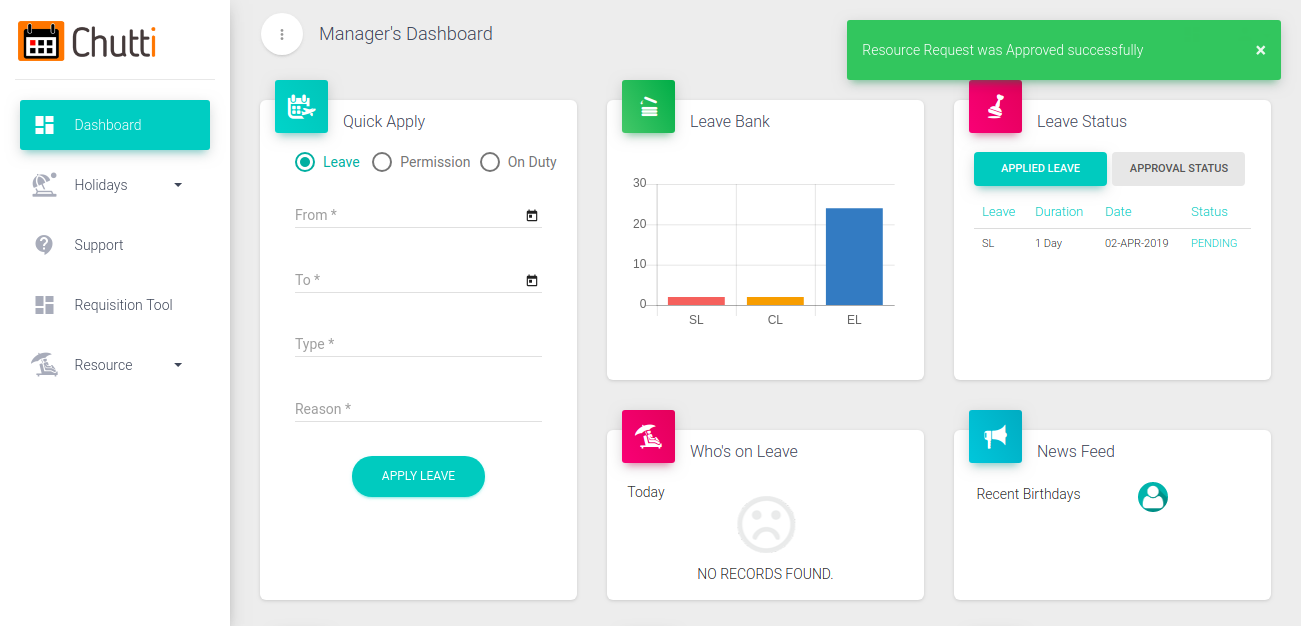 Chutti
Manager's Dashboard
Resource Request was Approved successfully ×
Dashboard
Holidays
Support
Requisition Tool
Resource
Quick Apply
Leave Permission On Duty
From *
To *
Type *
Reason *
APPLY LEAVE
Leave Bank
30
20
10
0
SL CL EL
Leave Status
APPLIED LEAVE APPROVAL STATUS
Leave Duration Date Status
SL 1 Day 02-APR-2019 PENDING
Who's on Leave
Today
NO RECORDS FOUND.
News Feed
Recent Birthdays